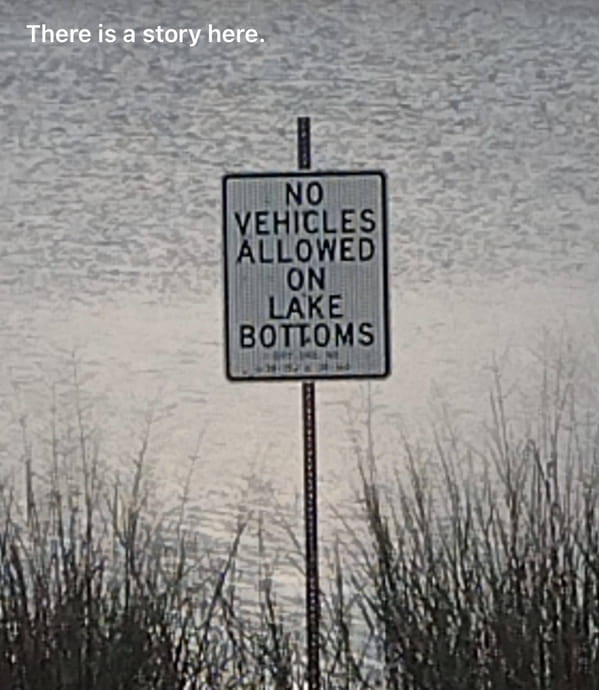 There is a story here.
NO
VEHICLES
ALLOWED
ON
LAKE
BOTTOMS